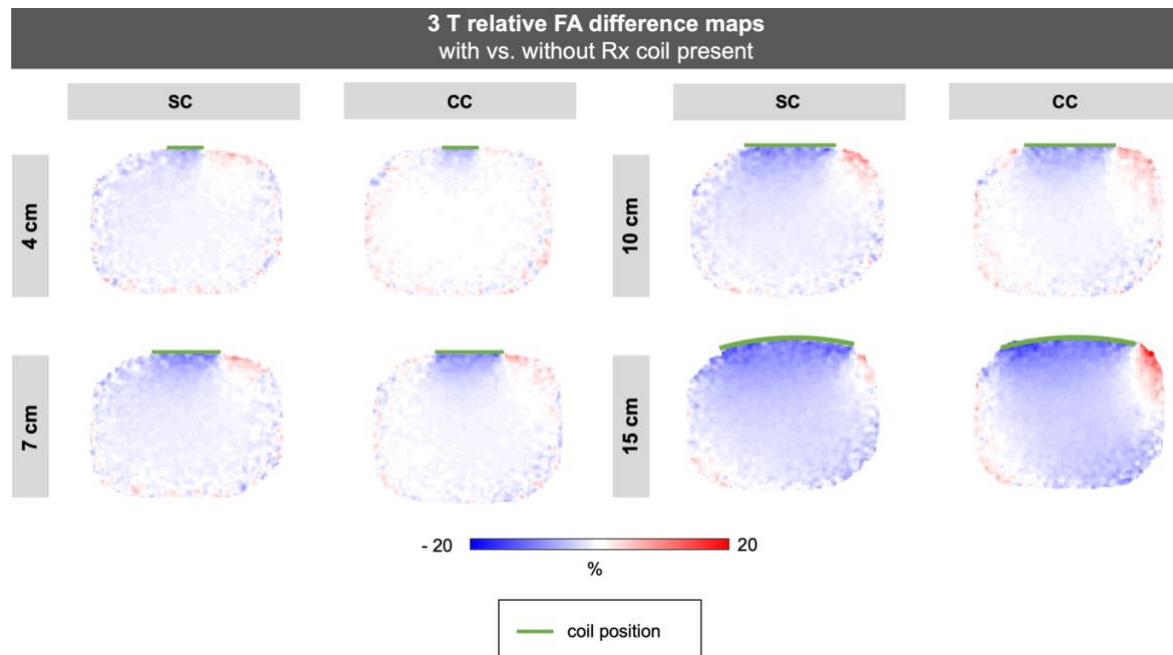 3 T relative FA difference maps
with vs. without Rx coil present
SC
CC
SC
CC
4 cm
10 cm
7 cm
15 cm
- 20
20
%
coil position